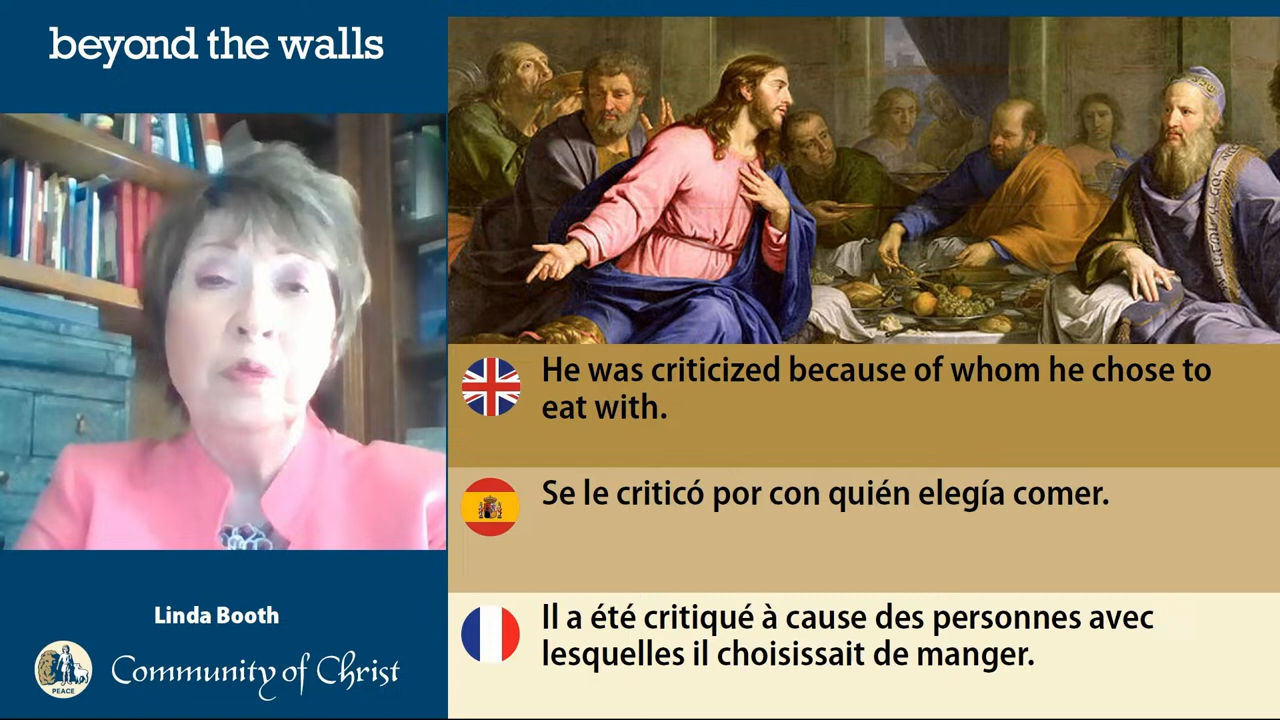 beyond the walls
He was criticized because of whom he chose to
eat with.
Se le criticó por con quién elegía comer.
Il a été critiqué à cause des personnes avec
lesquelles il choisissait de manger.
Linda Booth
PEACE
Community of Christ